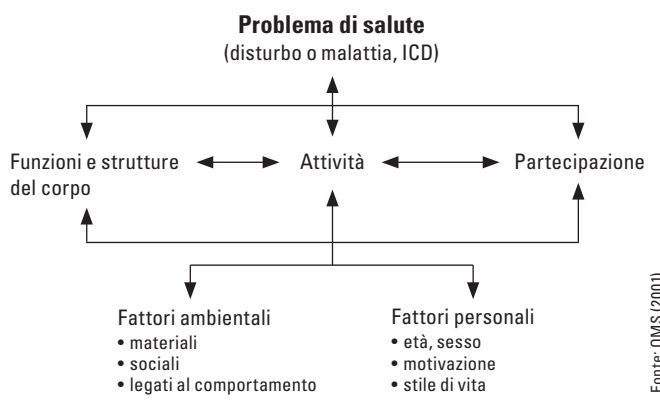 Problema di salute
(disturbo o malattia, ICD)
Funzioni e strutture
del corpo
Attività
Partecipazione
Fattori ambientali
• materiali
• sociali
• legati al comportamento
Fattori personali
• età, sesso
• motivazione
• stile di vita
Fonte: OMS (2001)